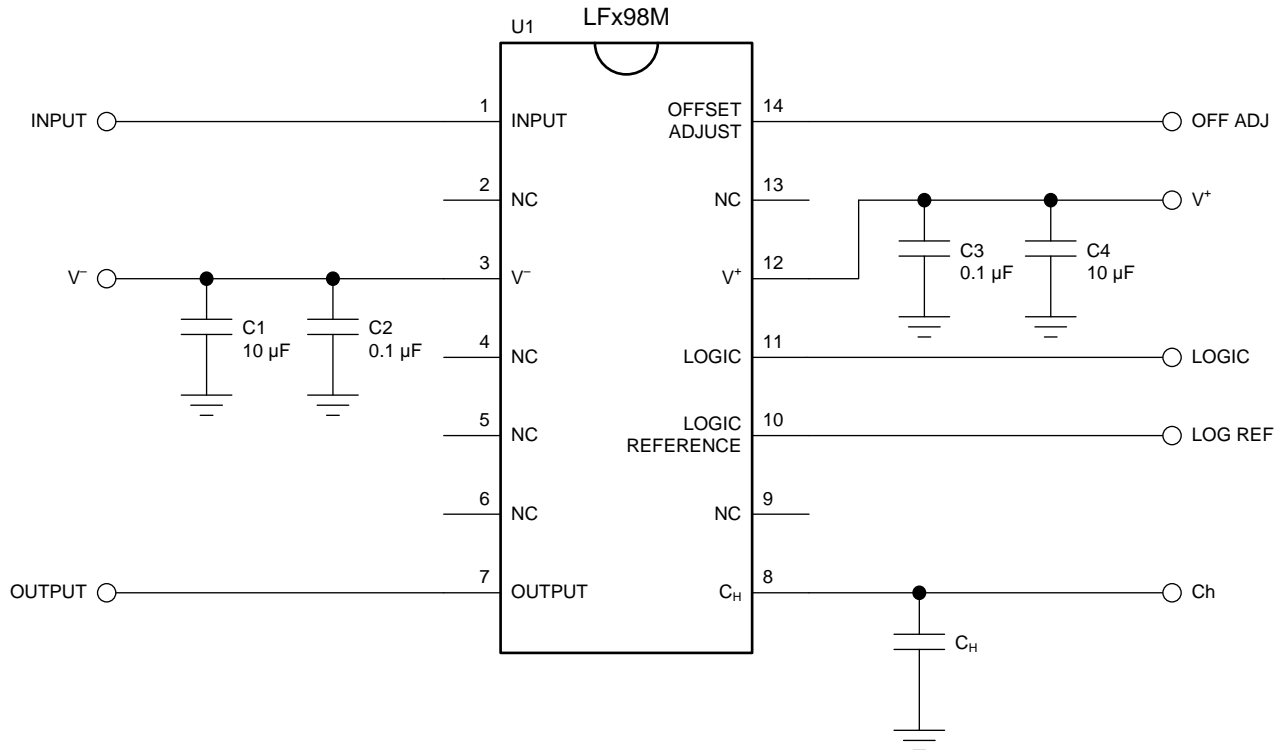 LFx98M
U1
INPUT
1
INPUT
OFFSET
ADJUST
14
OFF ADJ
2
NC
NC
13
V⁺
V⁻
3
V⁻
V⁺
12
C3
0.1 µF
C4
10 µF
C1
10 µF
C2
0.1 µF
4
NC
LOGIC
11
LOGIC
5
NC
LOGIC
REFERENCE
10
LOG REF
6
NC
NC
9
OUTPUT
7
OUTPUT
C_H
8
Ch
C_H